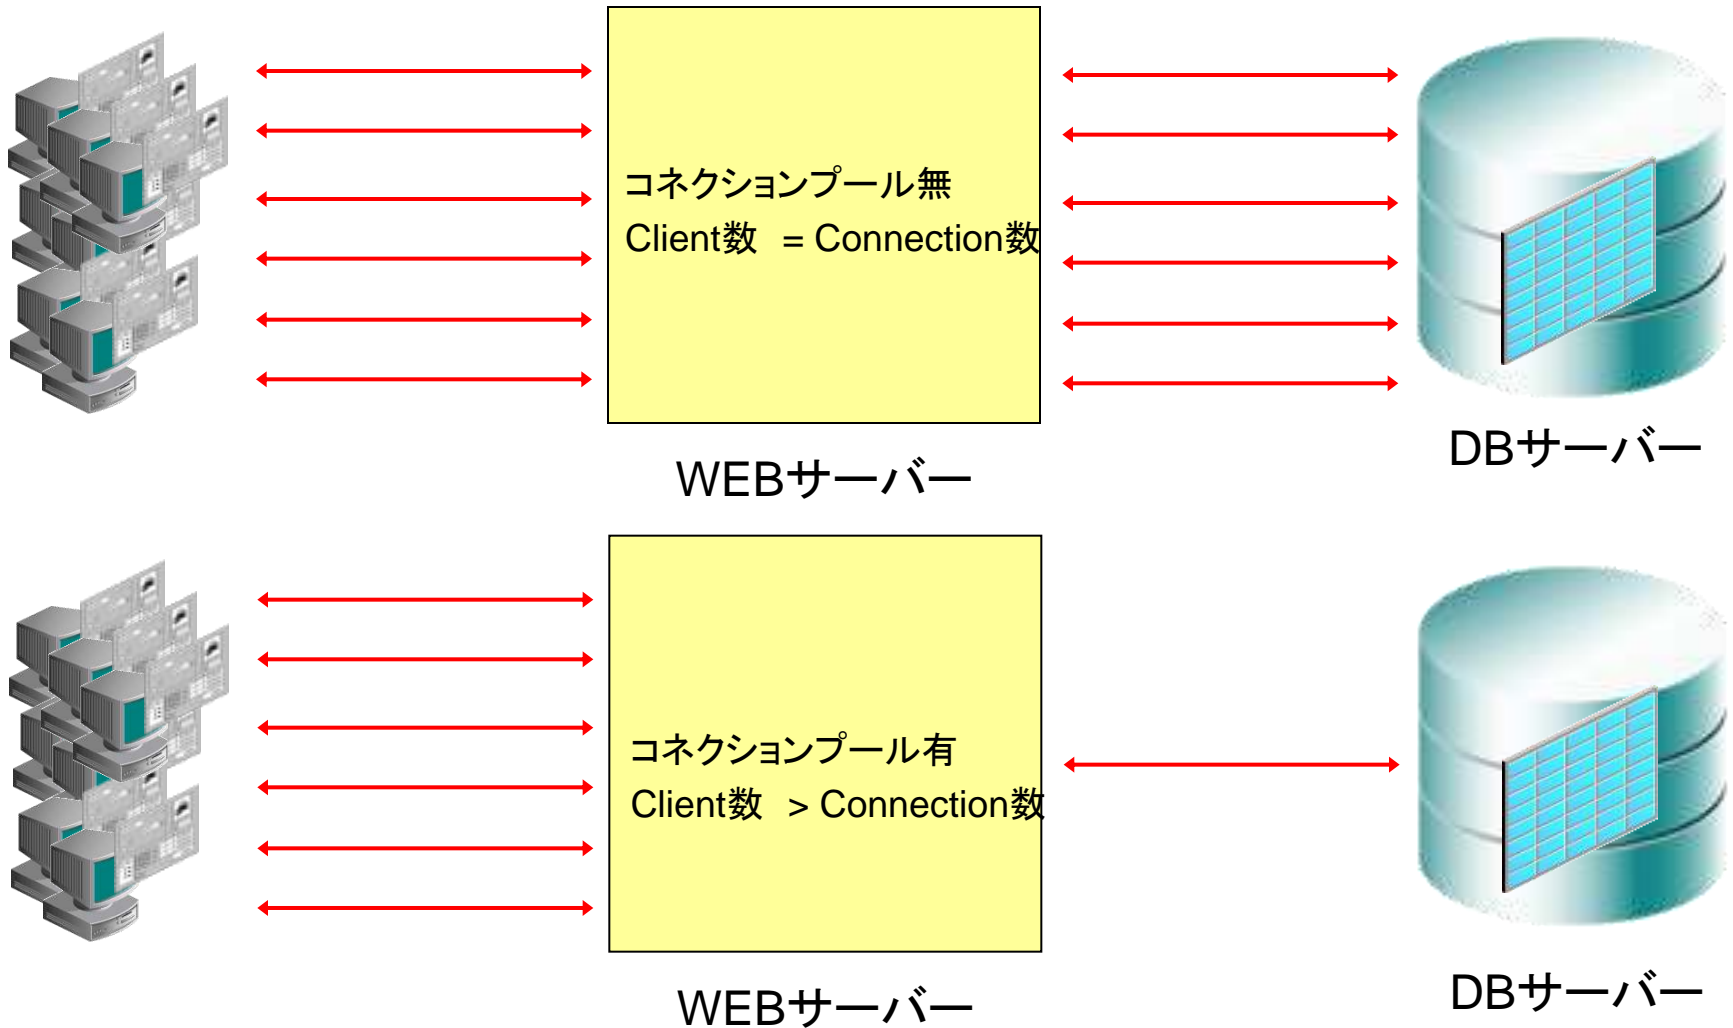 コネクションプール無
Client数 = Connection数
DBサーバー
WEBサーバー
コネクションプール有
Client数 > Connection数
DBサーバー
WEBサーバー